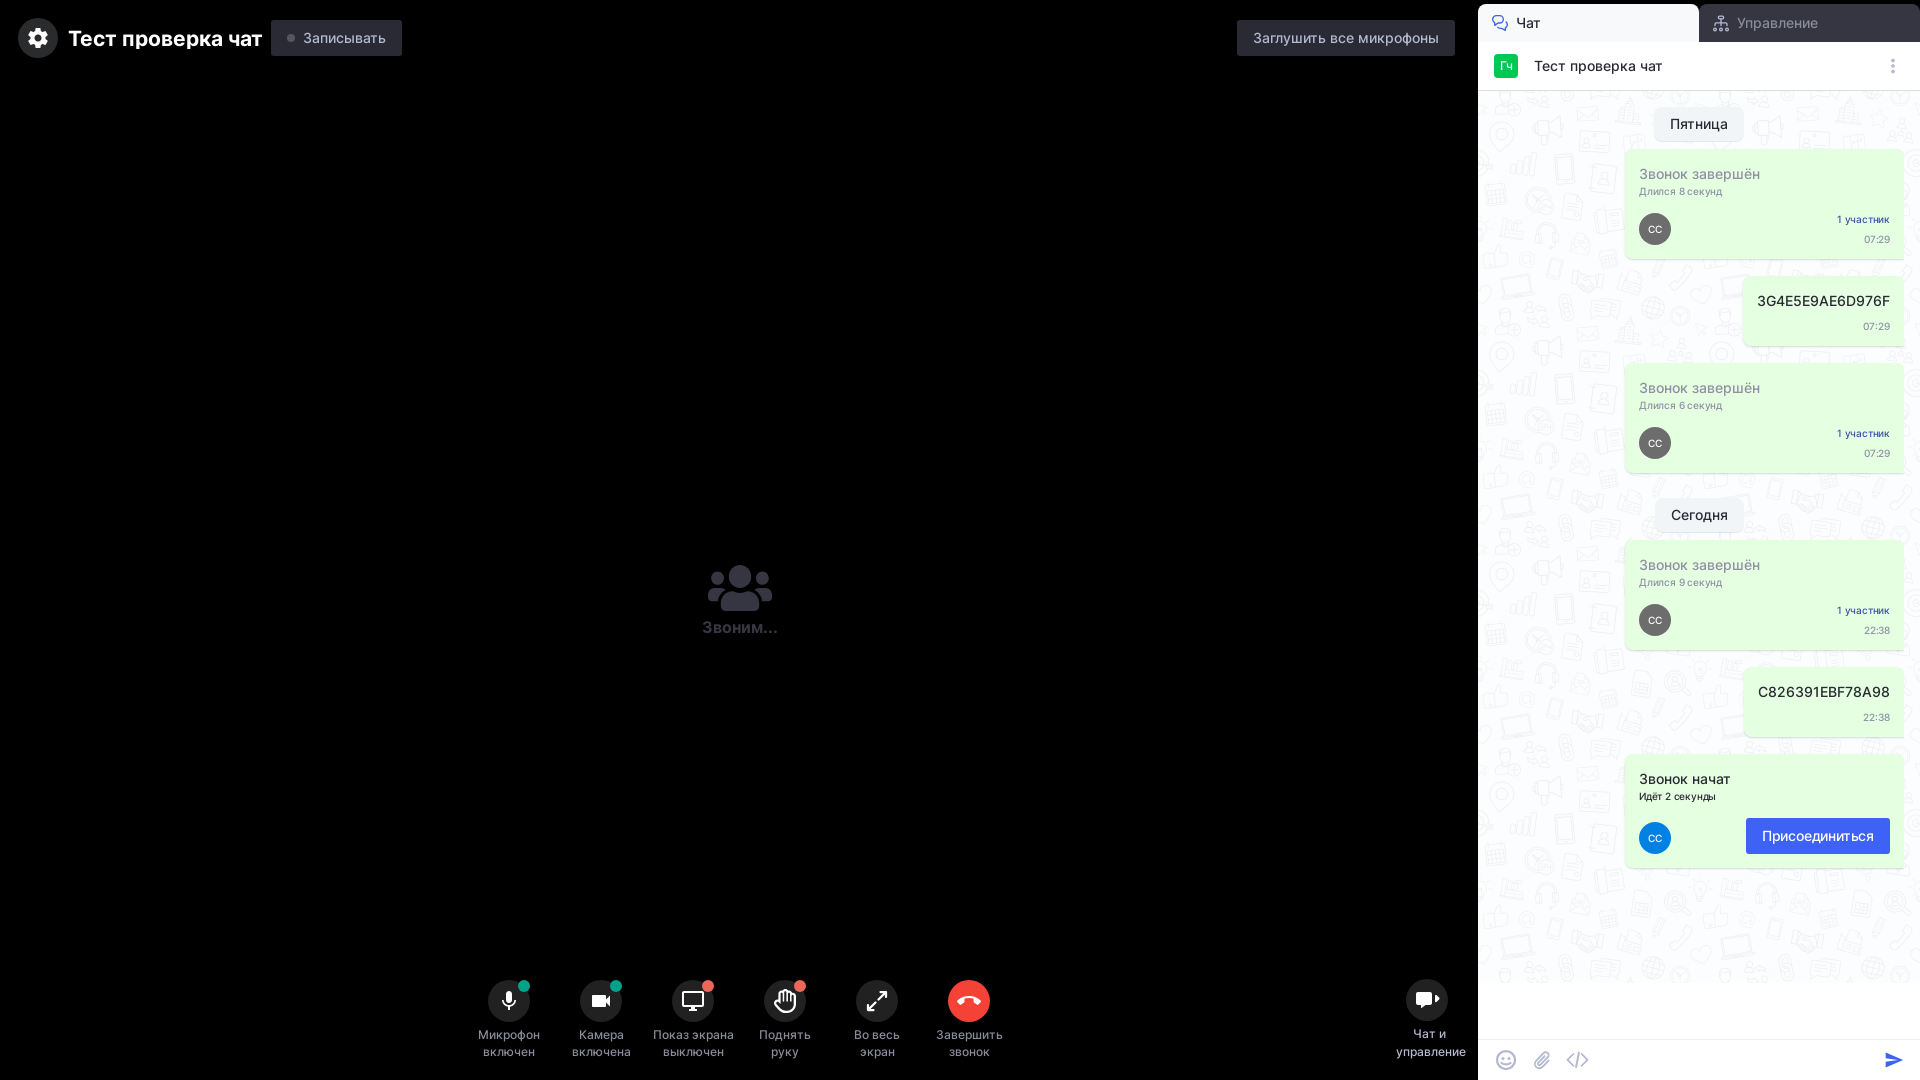 Тест проверка чат
Записывать
Заглушить все микрофоны
Звоним...
Микрофон
включен
Камера
включена
Показ экрана
выключен
Поднять
руку
Во весь
экран
Завершить
звонок
Чат и
управление
Чат
Управление
Гч
Тест проверка чат
Пятница
Звонок завершён
Длился 8 секунд
1 участник
СС
07:29
3G4E5E9AE6D976F
07:29
Звонок завершён
Длился 6 секунд
1 участник
СС
07:29
Сегодня
Звонок завершён
Длился 9 секунд
1 участник
СС
22:38
C826391EBF78A98
22:38
Звонок начат
Идёт 2 секунды
СС
Присоединиться